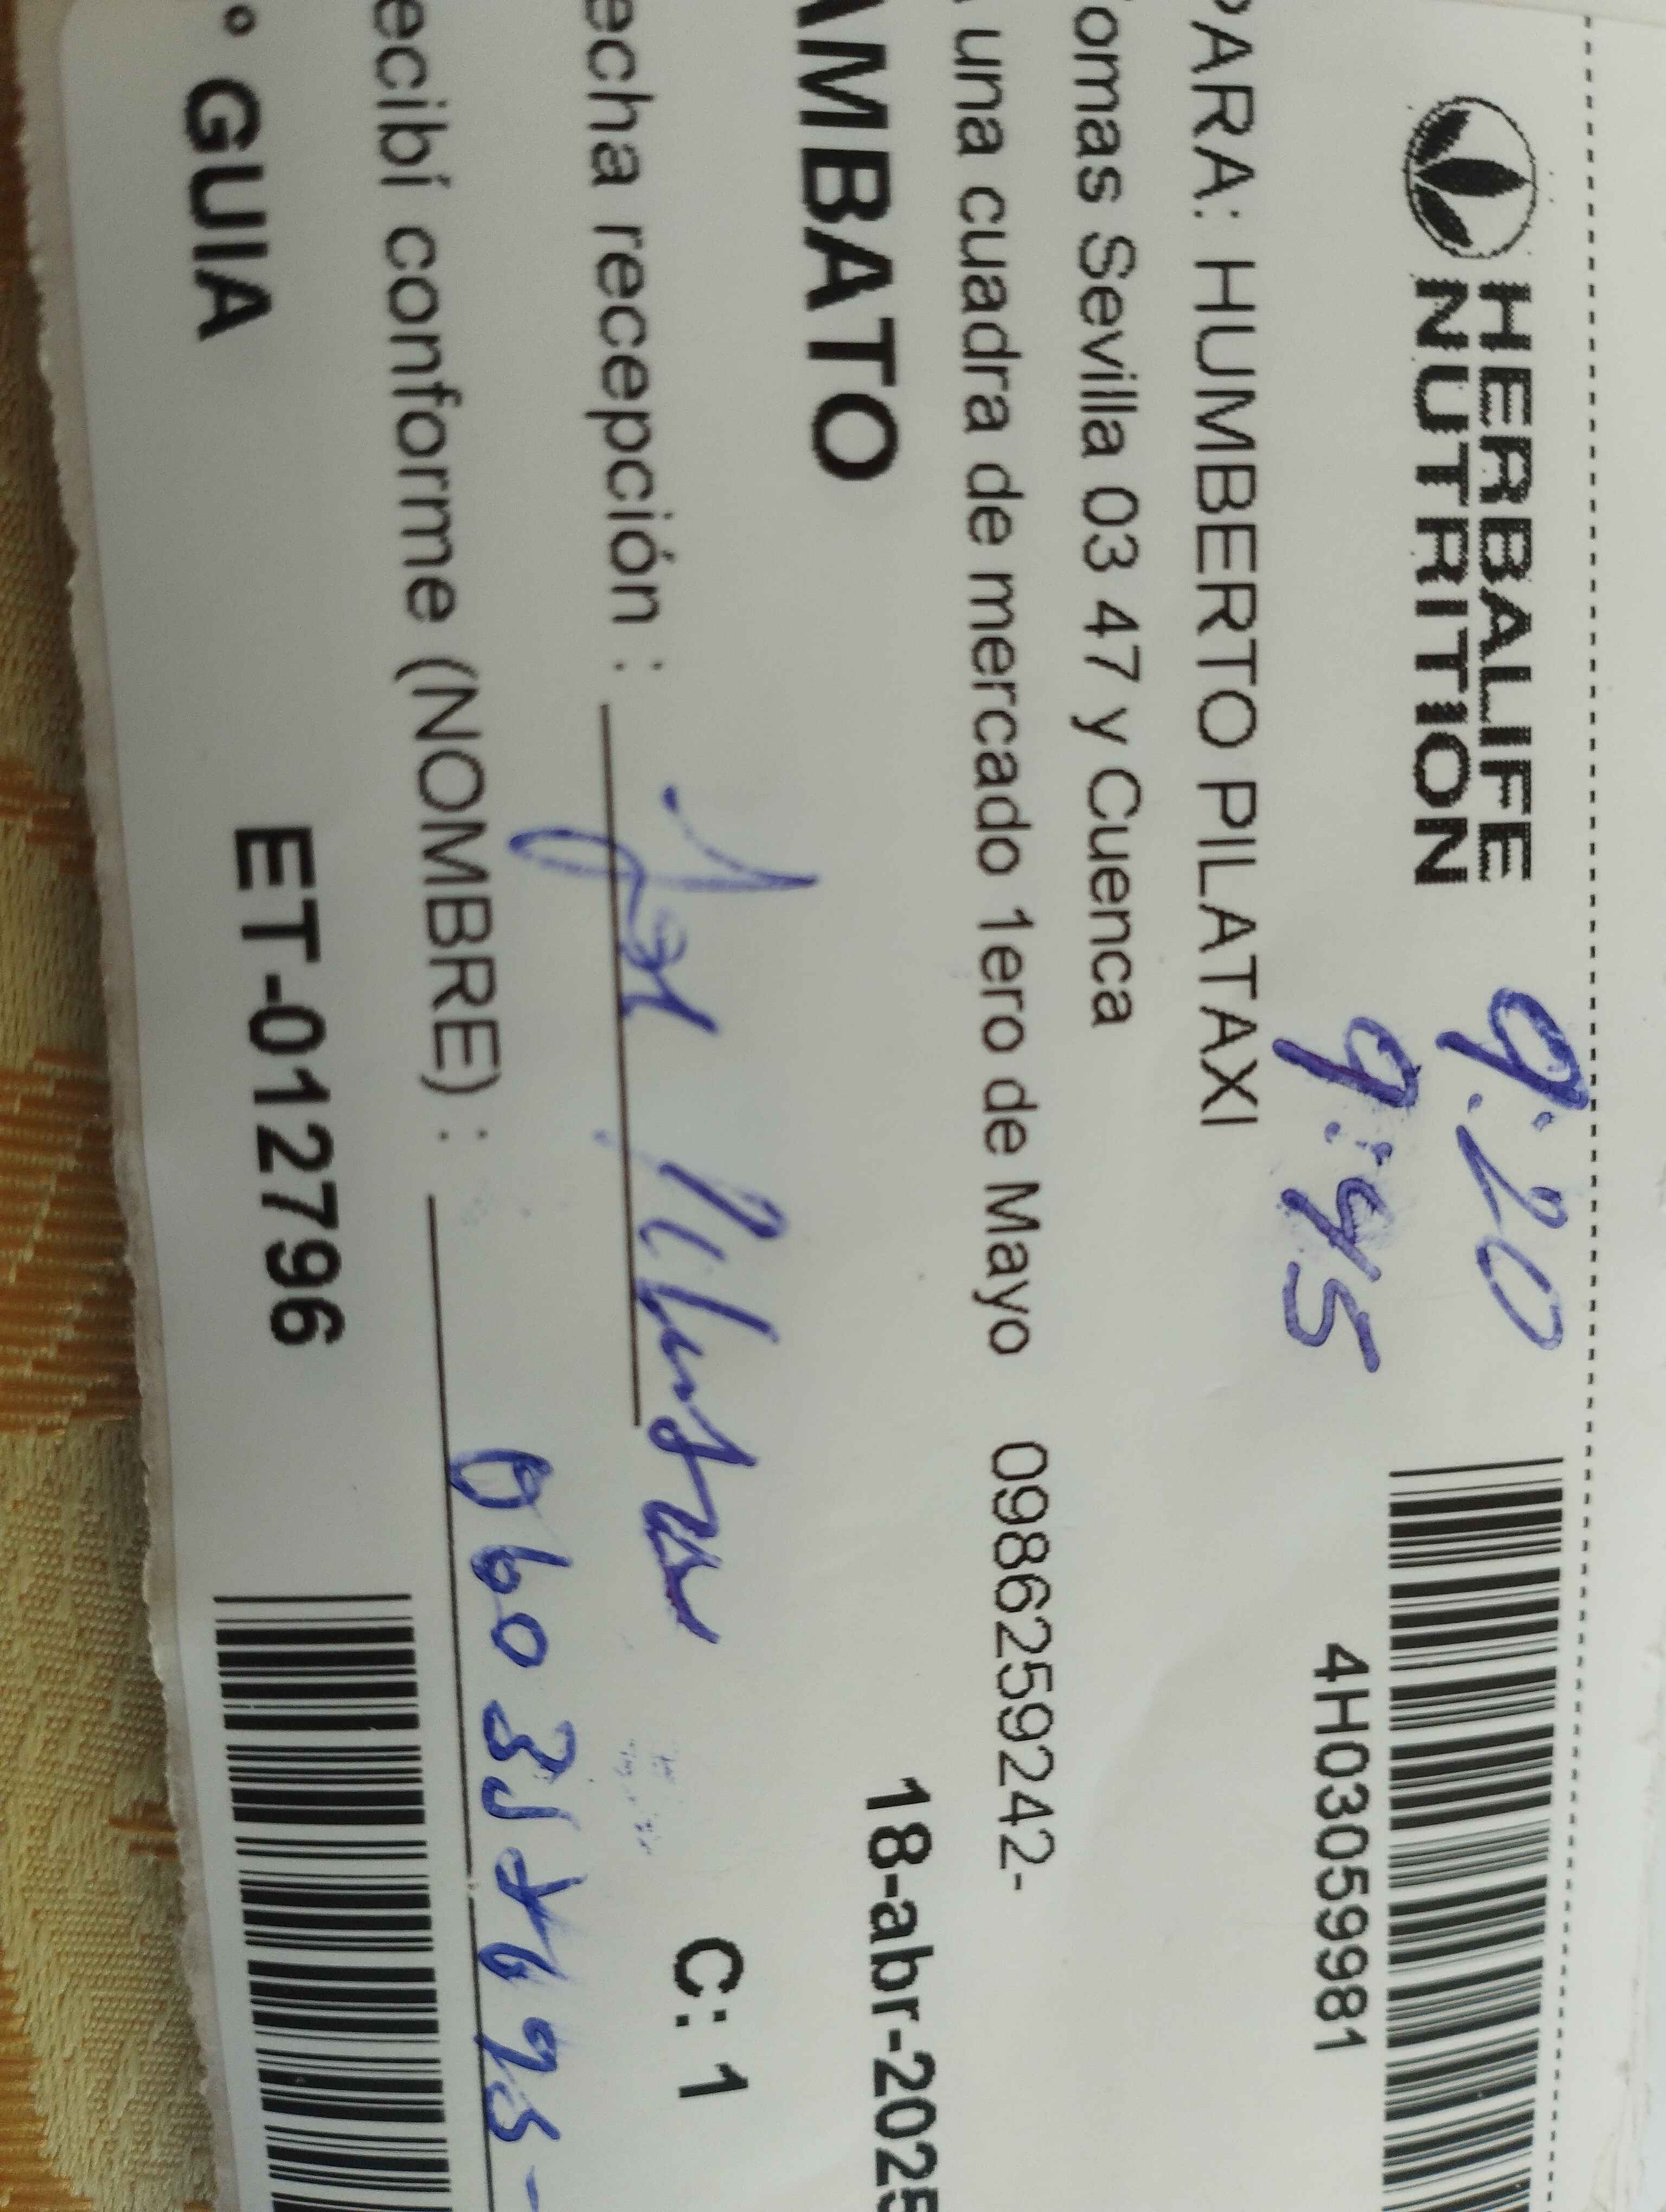 HERBALIFE
NUTRITION
9:20
9:45
4H03059981
PARA: HUMBERTO PILATAXI
omas Sevilla 03 47 y Cuenca
una cuadra de mercado 1ero de Mayo 0986259242-
AMBATO
18-abr-2025
echa recepción :
C: 1
ecibí conforme (NOMBRE) :
° GUIA
ET-012796